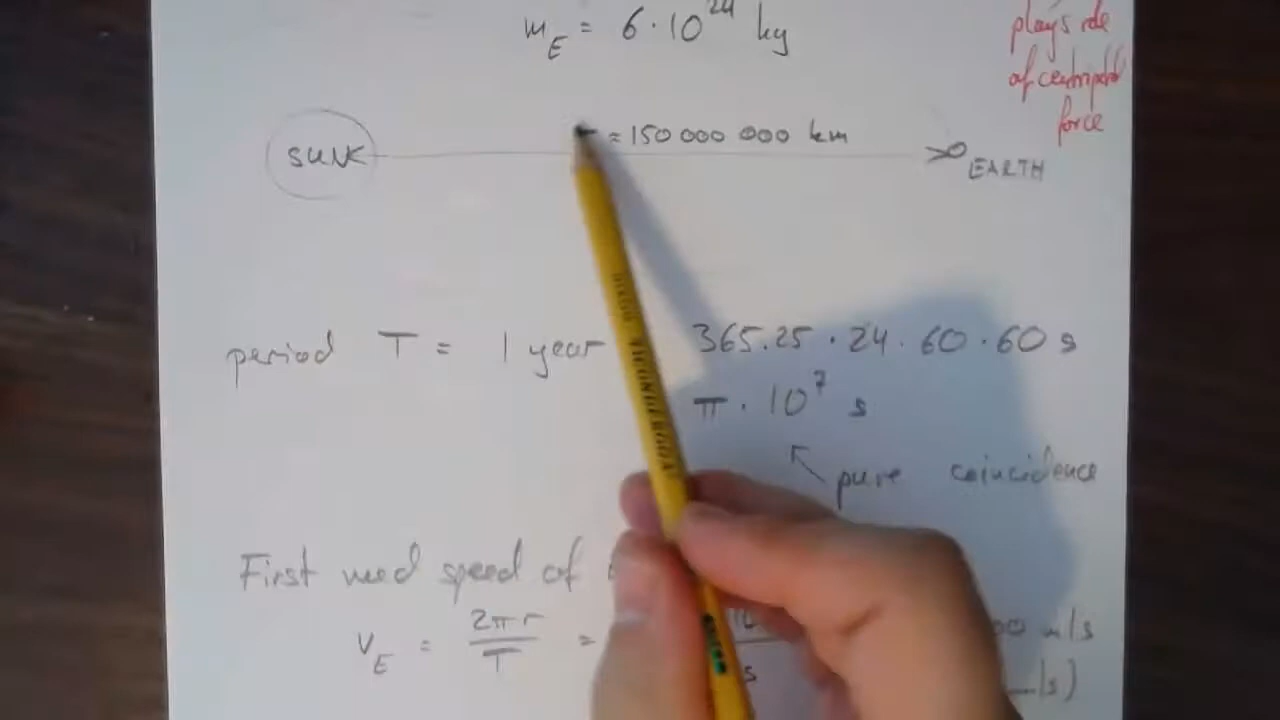 m_E = 6 · 10^24 kg
plays role
of centripetal
force
SUN
= 150 000 000 km
EARTH
period T = 1 year
365.25 · 24 · 60 · 60 s
π · 10^7 s
pure coincidence
First need speed of
v_E = 2πr / T =
s
m/s
/s)
TICONDEROGA